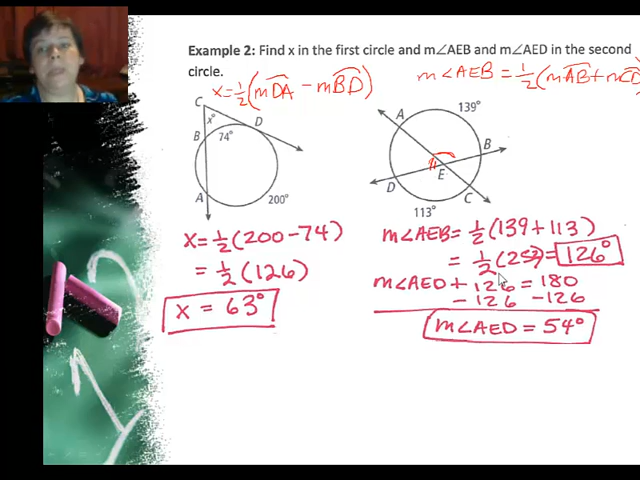 Example 2: Find x in the first circle and m∠AEB and m∠AED in the second
circle.
x=½(mDA − mBD)
m∠AEB = ½(mAB + mCD)
C
x°
D
B
74°
A
200°
A
139°
B
D
E
C
113°
x = ½(200−74)
= ½(126)
x = 63°
m∠AEB = ½(139+113)
= ½(252) = 126°
m∠AED + 126 = 180
− 126 −126
m∠AED = 54°